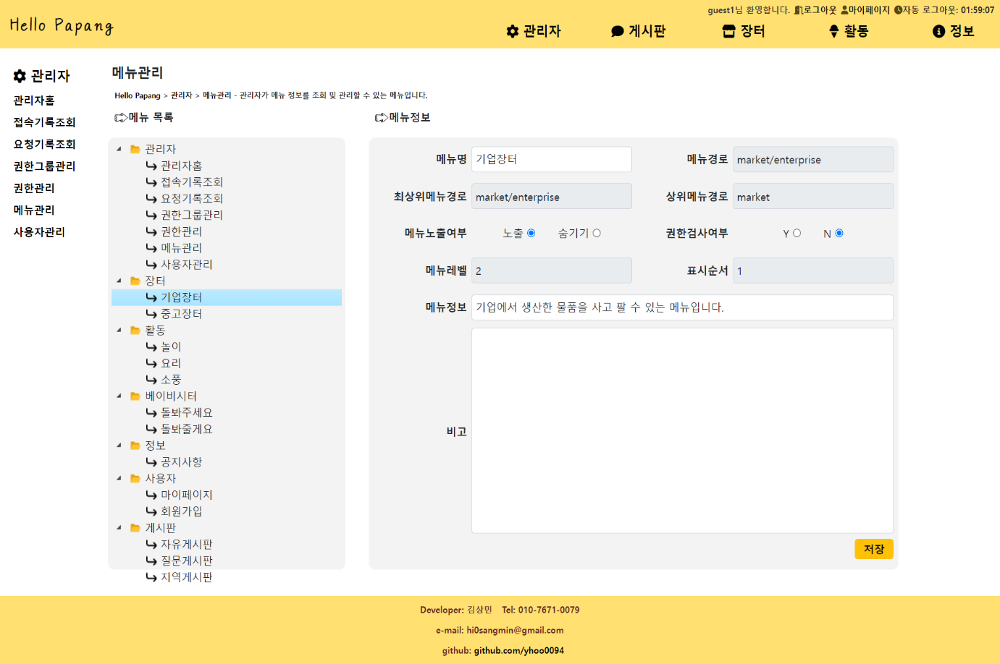 guest1님 환영합니다. 로그아웃 마이페이지 자동 로그아웃: 01:59:07
Hello Papang
관리자 게시판 장터 활동 정보
관리자
관리자홈
접속기록조회
요청기록조회
권한그룹관리
권한관리
메뉴관리
사용자관리
메뉴관리
Hello Papang > 관리자 > 메뉴관리 - 관리자가 메뉴 정보를 조회 및 관리할 수 있는 메뉴입니다.
메뉴 목록
관리자
관리자홈
접속기록조회
요청기록조회
권한그룹관리
권한관리
메뉴관리
사용자관리
장터
기업장터
중고장터
활동
놀이
요리
소풍
베이비시터
돌봐주세요
돌봐줄게요
정보
공지사항
사용자
마이페이지
회원가입
게시판
자유게시판
질문게시판
지역게시판
메뉴정보
메뉴명 기업장터 메뉴경로 market/enterprise
최상위메뉴경로 market/enterprise 상위메뉴경로 market
메뉴노출여부 노출 숨기기 권한검사여부 Y N
메뉴레벨 2 표시순서 1
메뉴정보 기업에서 생산한 물품을 사고 팔 수 있는 메뉴입니다.
비고
저장
Developer: 김상민 Tel: 010-7671-0079
e-mail: hi0sangmin@gmail.com
github: github.com/yhoo0094